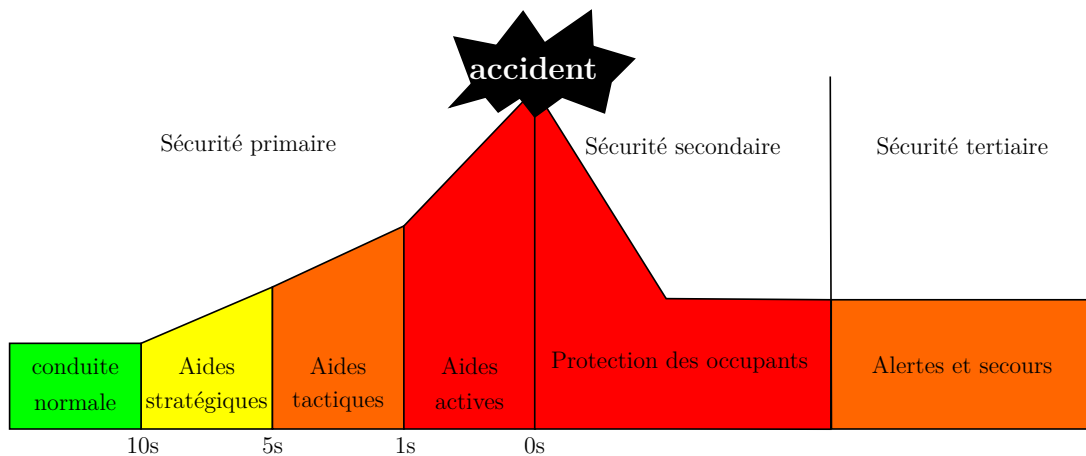 accident
Sécurité primaire
Sécurité secondaire
Sécurité tertiaire
conduite
normale
Aides
stratégiques
Aides
tactiques
Aides
actives
Protection des occupants
Alertes et secours
10s
5s
1s
0s